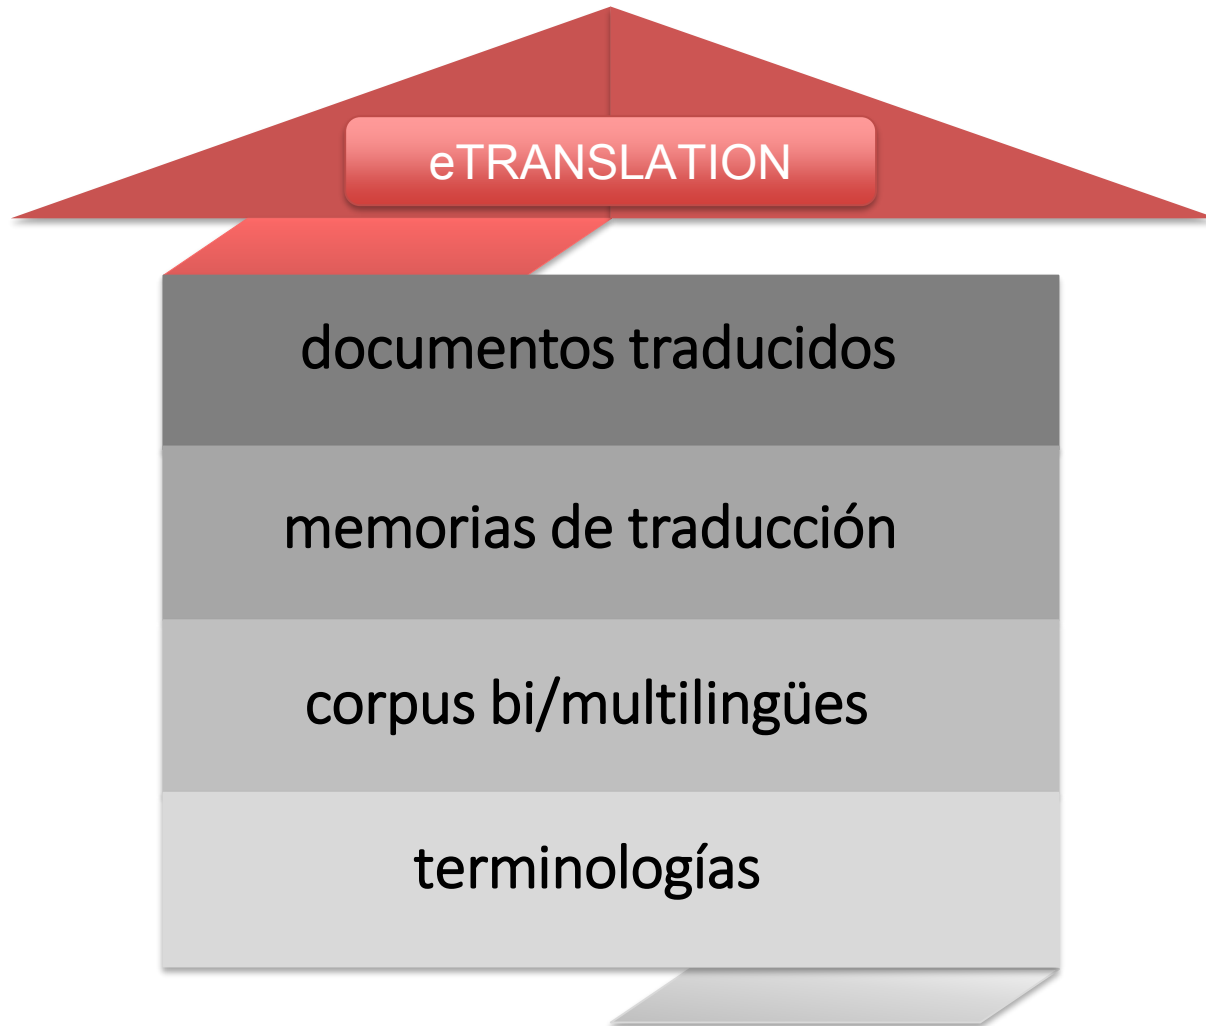 eTRANSLATION
documentos traducidos
memorias de traducción
corpus bi/multilingües
terminologías